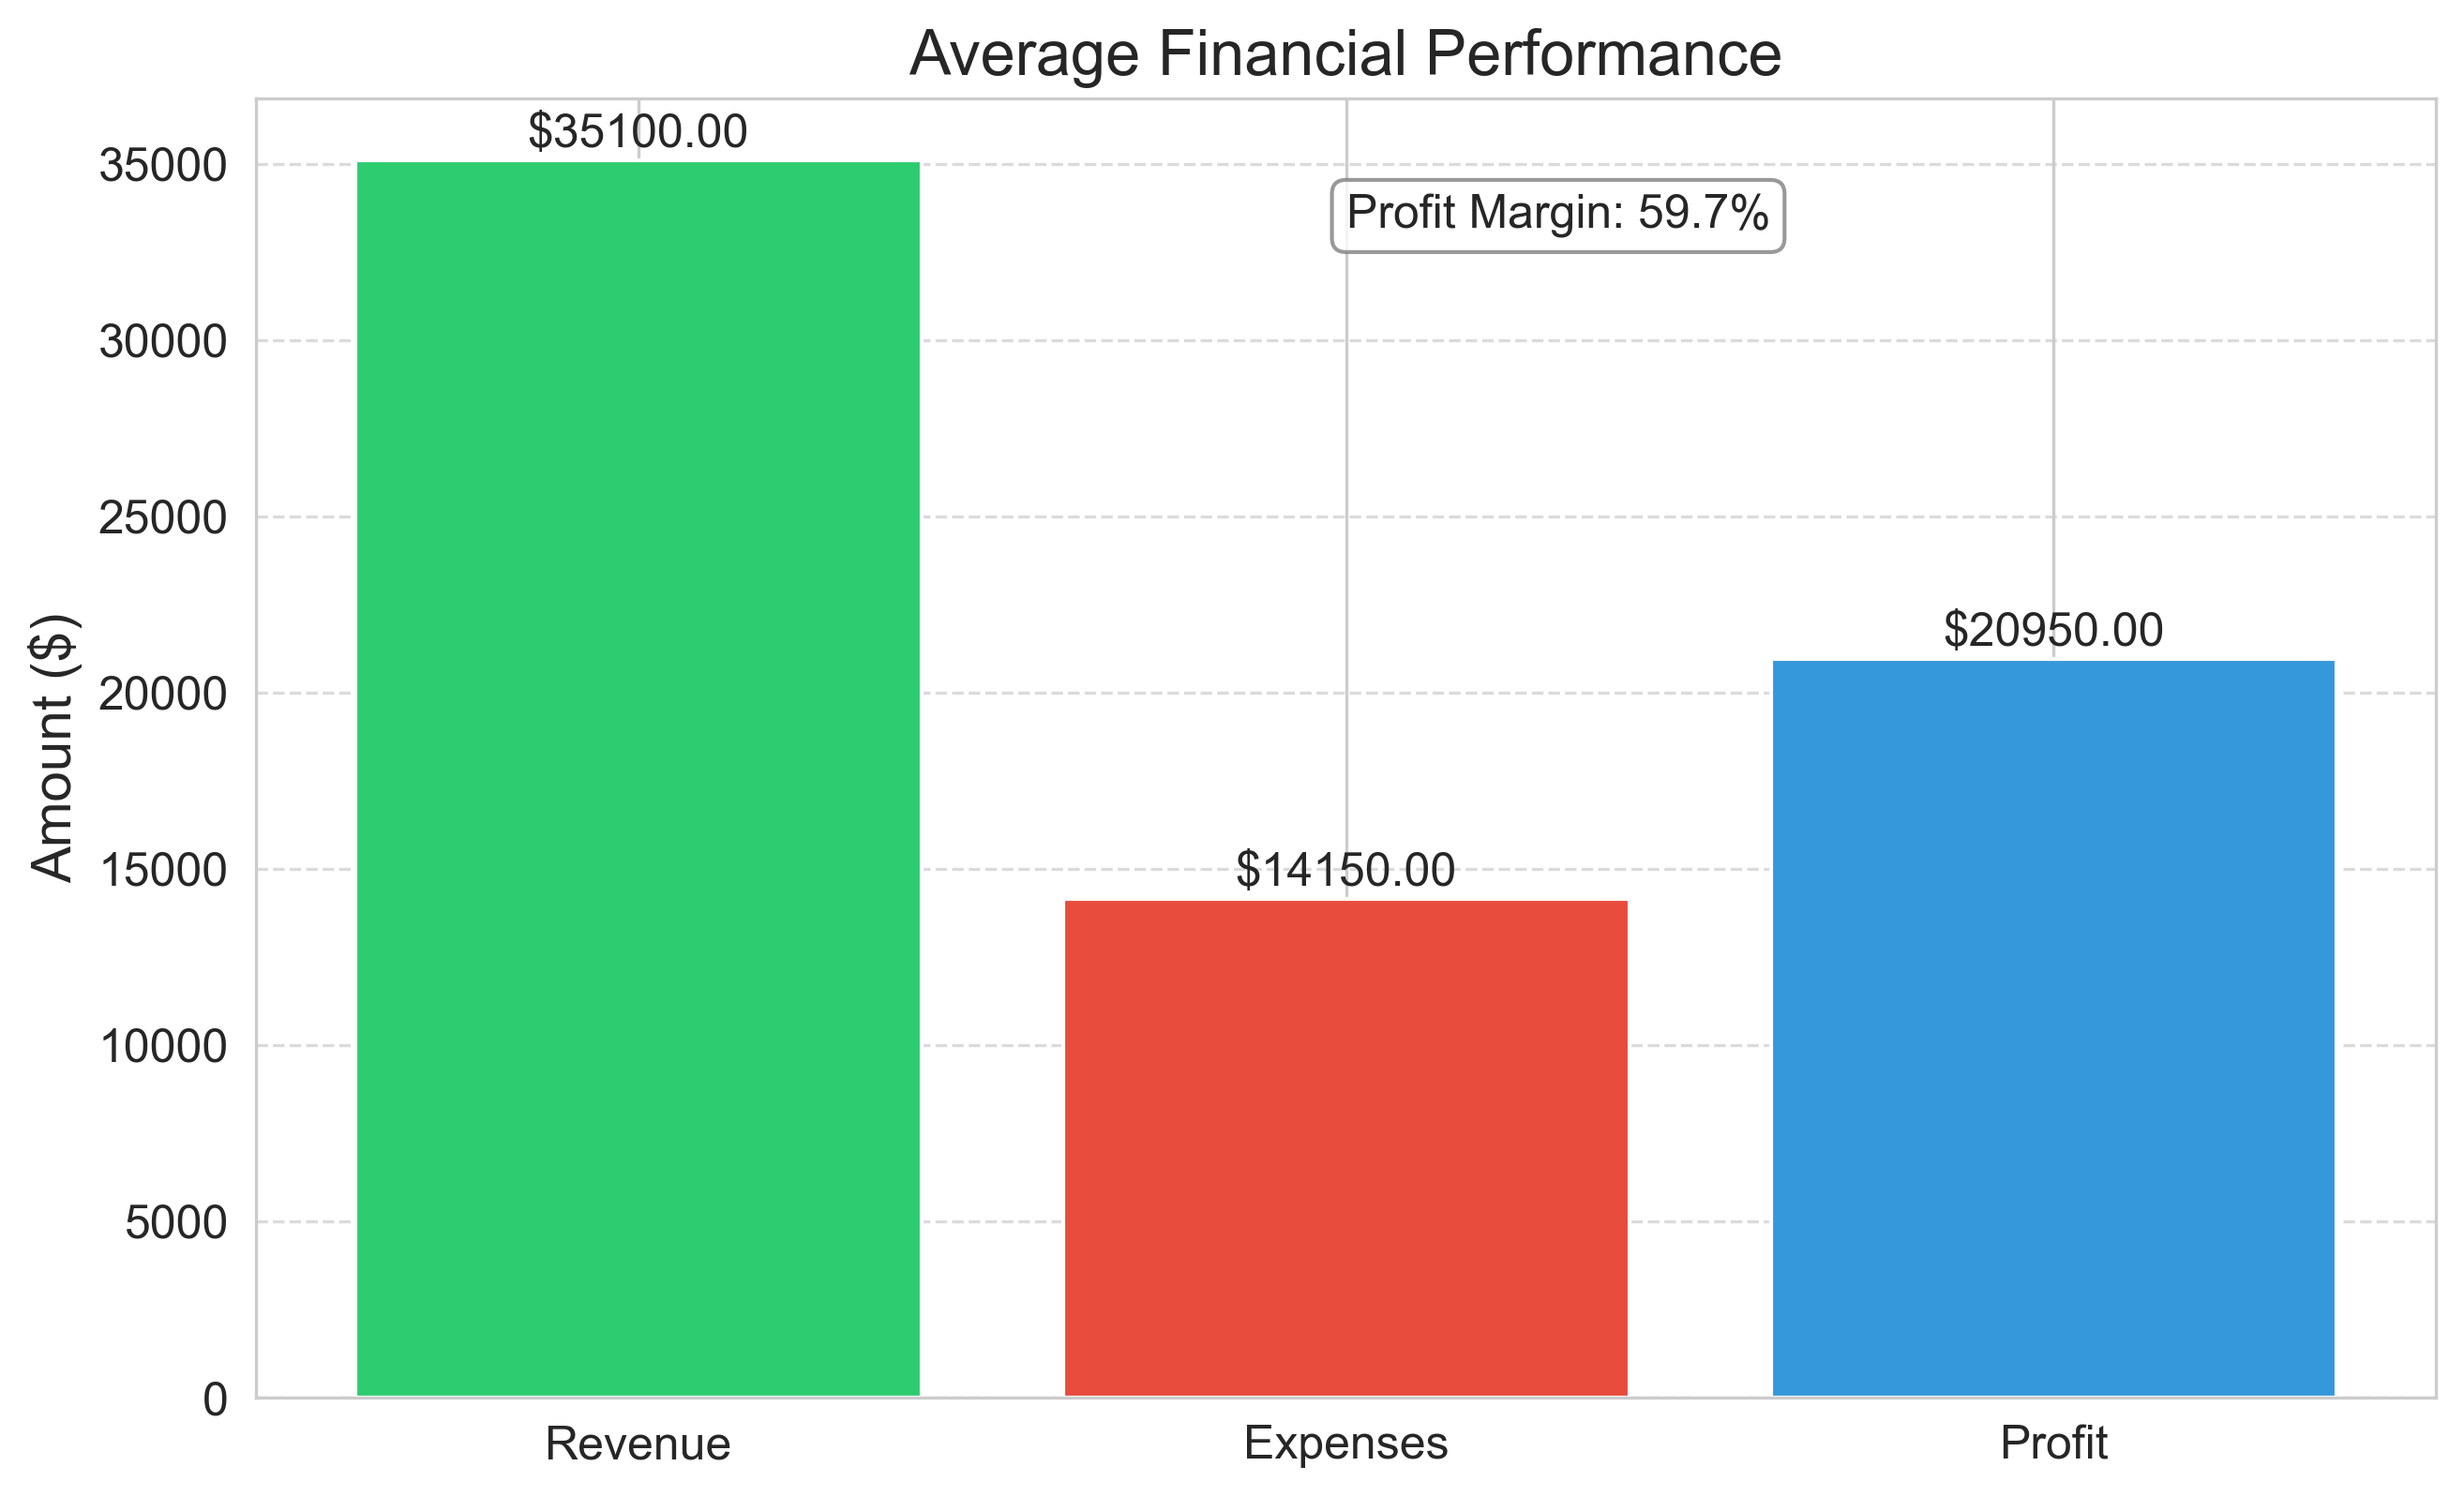 Average Financial Performance
$35100.00
35000
Profit Margin: 59.7%
30000
25000
$20950.00
20000
Amount ($)
$14150.00
15000
10000
5000
0
Revenue
Expenses
Profit